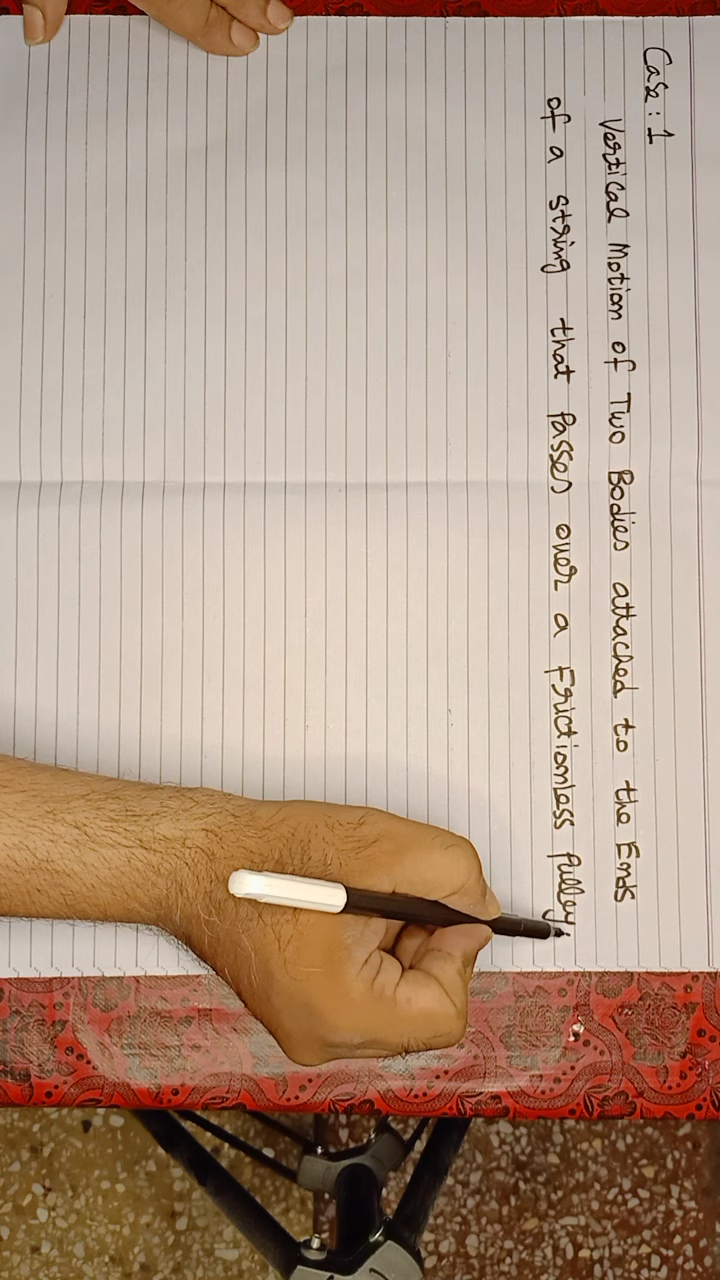 Case : 1
Vertical Motion of Two Bodies attached to the Ends
of a string that Passes over a Frictionless Pulley